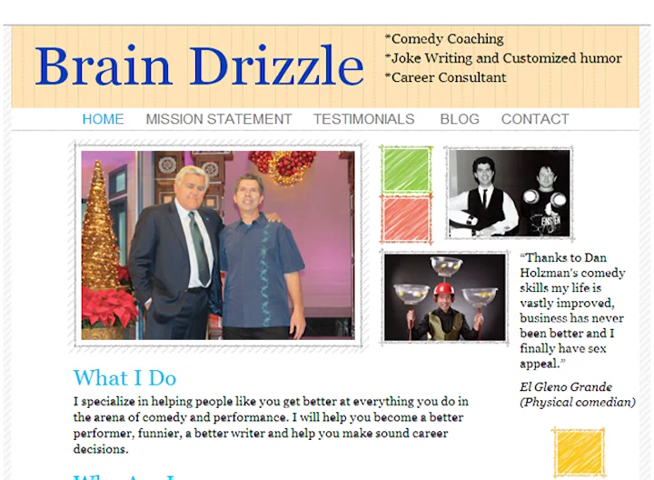 Brain Drizzle
*Comedy Coaching
*Joke Writing and Customized humor
*Career Consultant
HOME MISSION STATEMENT TESTIMONIALS BLOG CONTACT
“Thanks to Dan
Holzman's comedy
skills my life is
vastly improved,
business has never
been better and I
finally have sex
appeal.”
El Gleno Grande
(Physical comedian)
What I Do
I specialize in helping people like you get better at everything you do in
the arena of comedy and performance. I will help you become a better
performer, funnier, a better writer and help you make sound career
decisions.